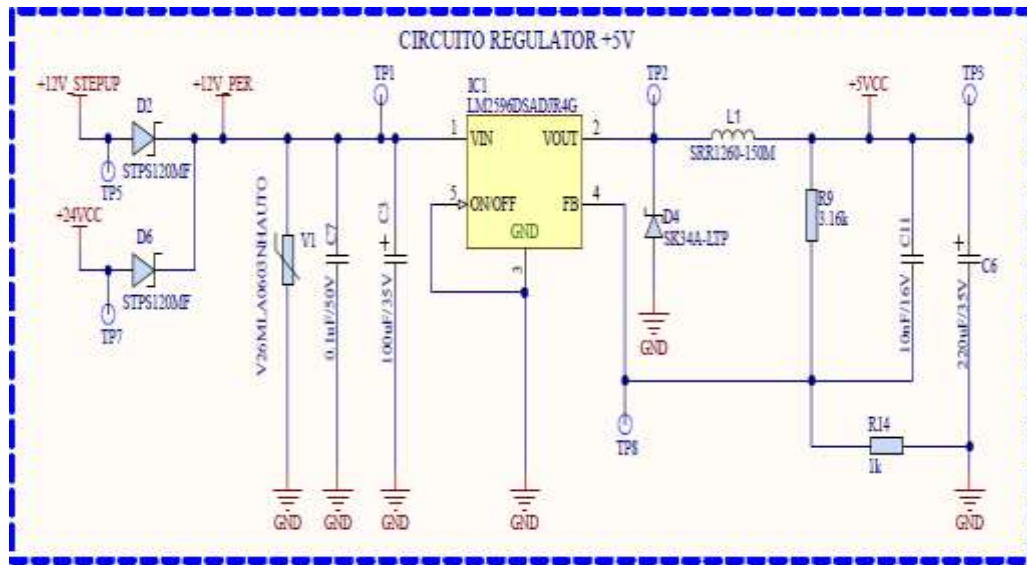 CIRCUITO REGULATOR +5V
+12V_STEPUP
+12V_PER
TP1
IC1
LM2596DSADJR4G
TP2
+5VCC
TP3
D2
STPS120MF
TP5
1
VIN
VOUT
2
L1
SRR1260-150M
+24VCC
D6
STPS120MF
TP7
V1
V26MLA0603NHAUTO
C7
0.1uF/50V
C3
100uF/35V
5
ON/OFF
FB
4
GND
3
D4
SK34A-LTP
R9
3.16k
C11
10nF/16V
C6
220uF/35V
GND
TP8
R14
1k
GND
GND
GND
GND
GND